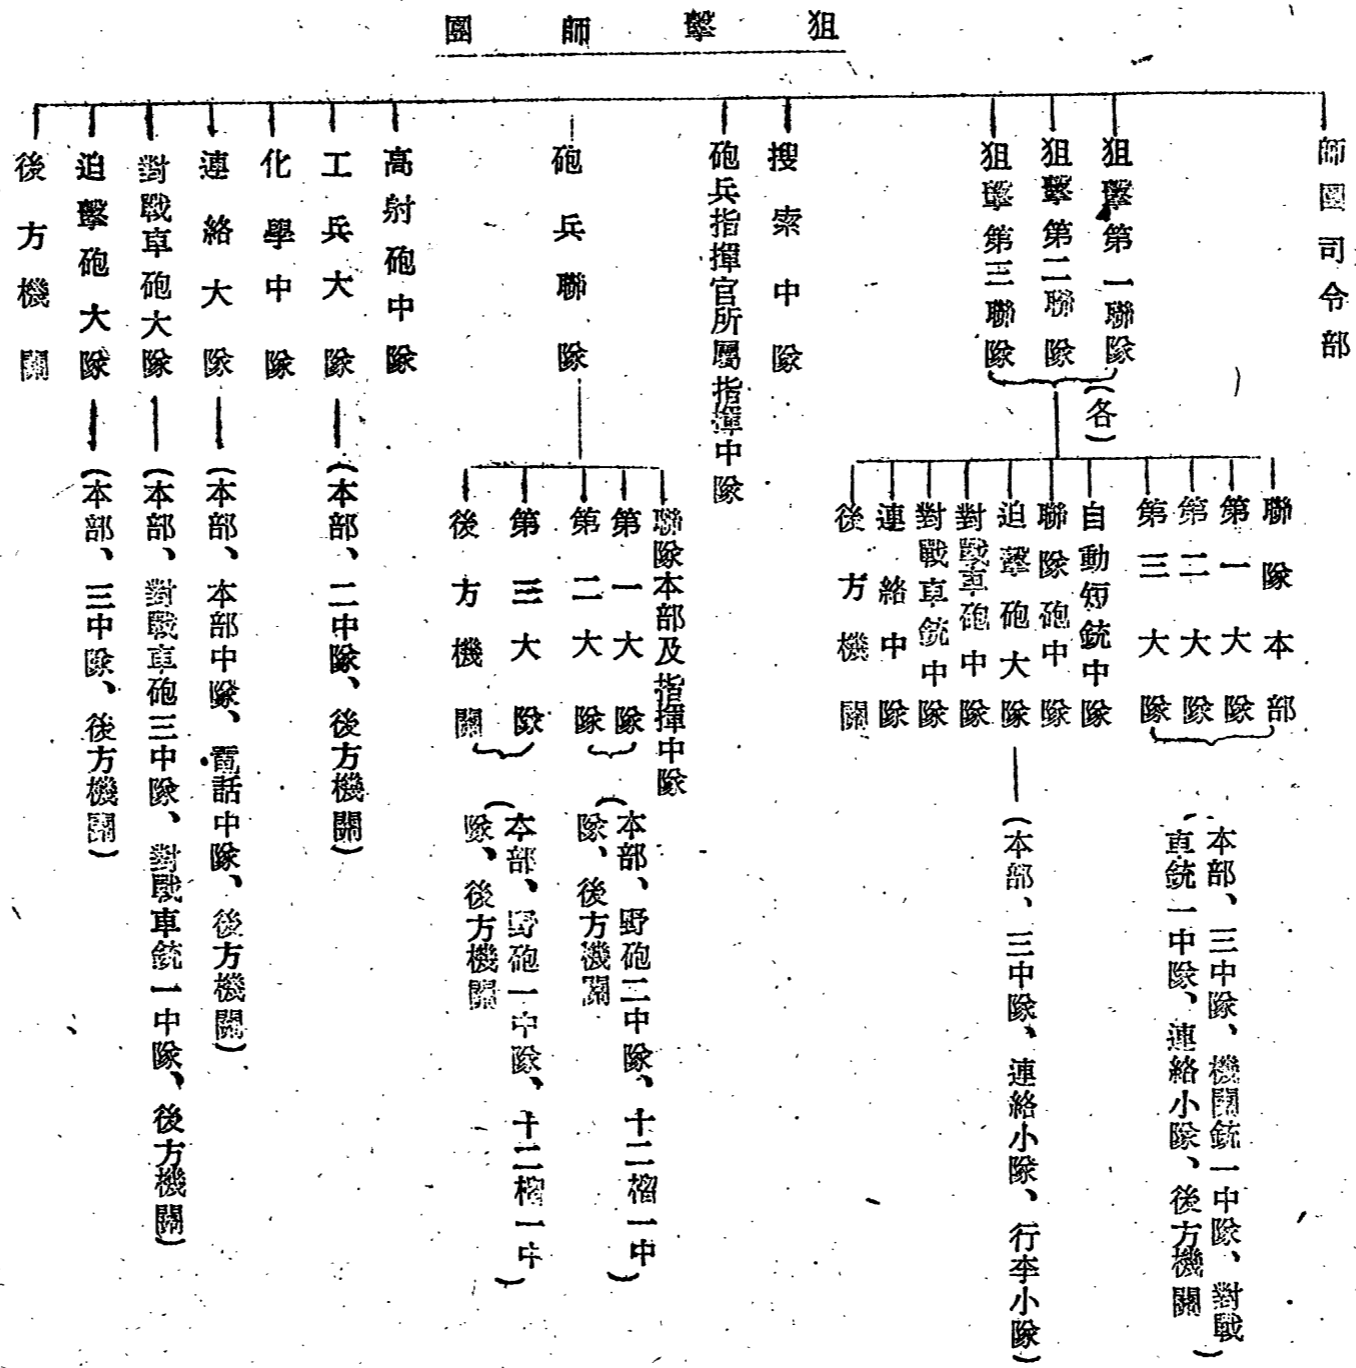 狙擊師團
師團司令部
狙擊第一聯隊
狙擊第二聯隊
狙擊第三聯隊
(各)
聯隊本部
第一大隊
第二大隊
第三大隊
(本部、三中隊、機關銃一中隊、對戰
車銃一中隊、連絡小隊、後方機關)
自動短銃中隊
聯隊砲中隊
迫擊砲大隊
(本部、三中隊、連絡小隊、行李小隊)
對戰車砲中隊
對戰車銃中隊
連絡中隊
後方機關
搜索中隊
砲兵指揮官所屬指揮中隊
砲兵聯隊
聯隊本部及指揮中隊
第一大隊
第二大隊
(本部、野砲二中隊、十二榴一中
隊、後方機關)
第三大隊
後方機關
(本部、野砲一中隊、十二榴一中
隊、後方機關)
高射砲中隊
工兵大隊
(本部、二中隊、後方機關)
化學中隊
連絡大隊
(本部、本部中隊、電話中隊、後方機關)
對戰車砲大隊
(本部、對戰車砲三中隊、對戰車銃一中隊、後方機關)
迫擊砲大隊
(本部、三中隊、後方機關)
後方機關